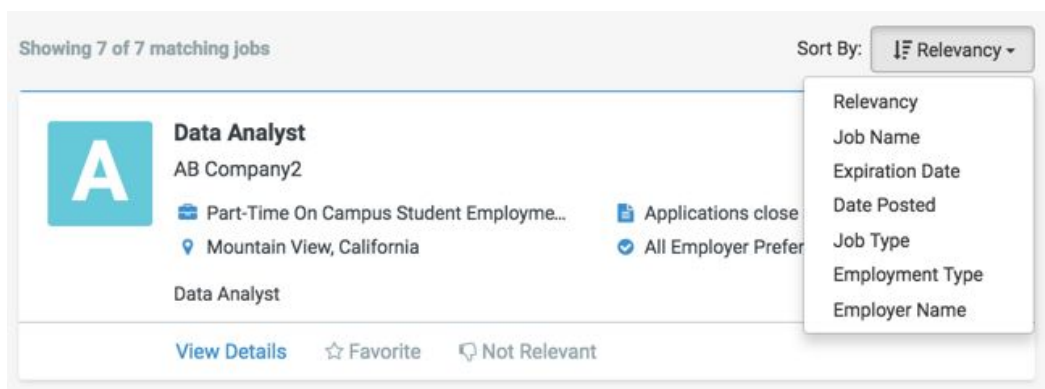 Showing 7 of 7 matching jobs
Sort By: Relevancy
Relevancy
Job Name
Expiration Date
Date Posted
Job Type
Employment Type
Employer Name
A
Data Analyst
AB Company2
Part-Time On Campus Student Employme...
Applications close
Mountain View, California
All Employer Prefer
Data Analyst
View Details Favorite Not Relevant